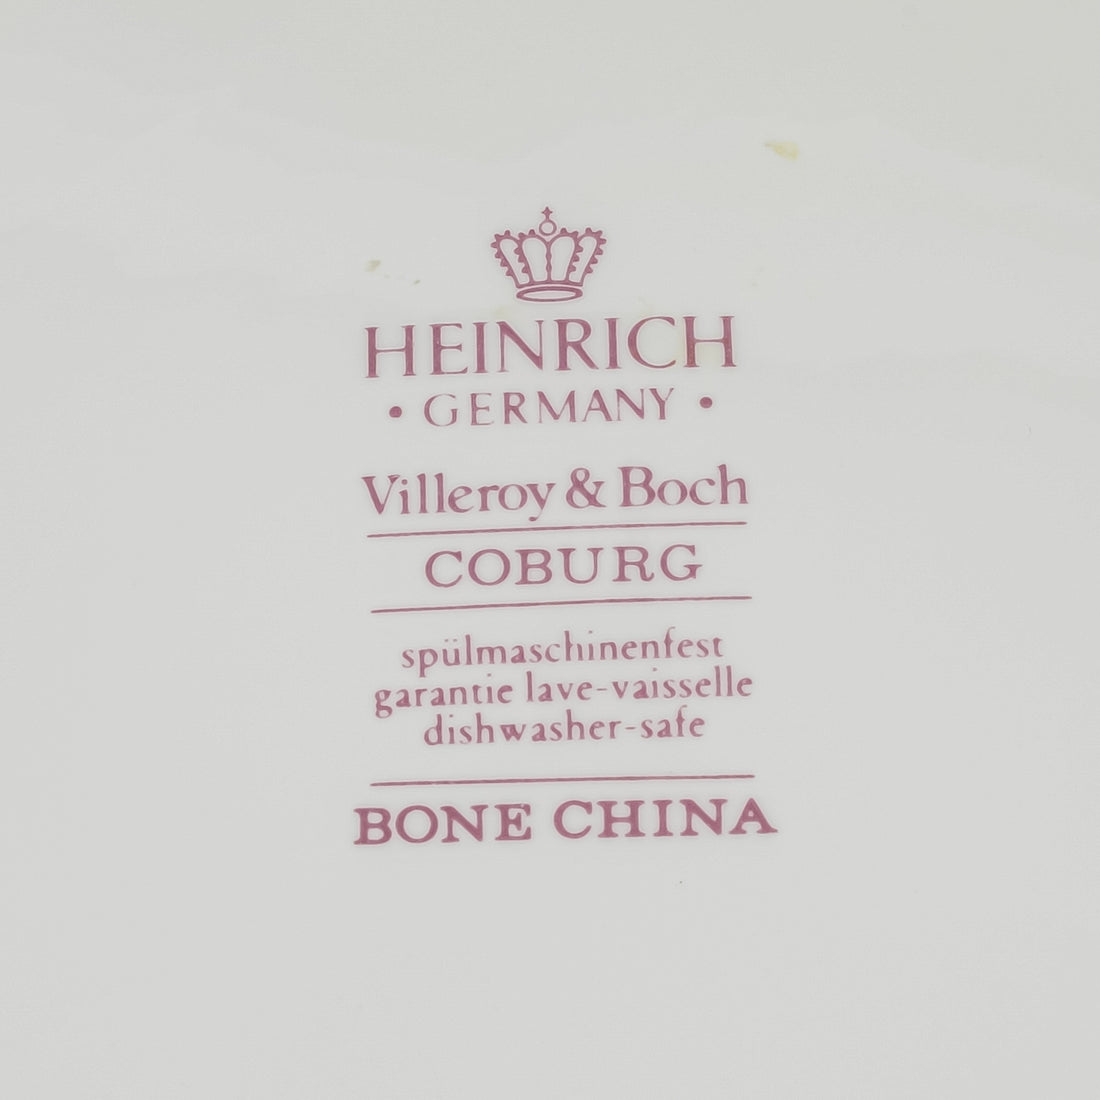 HEINRICH
• GERMANY •
Villeroy & Boch
COBURG
spülmaschinenfest
garantie lave-vaisselle
dishwasher-safe
BONE CHINA